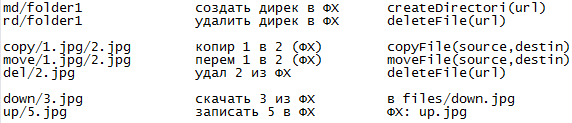 md/folder1 создать дирек в ФХ createDirectori(url)
rd/folder1 удалить дирек в ФХ deleteFile(url)
copy/1.jpg/2.jpg копир 1 в 2 (ФХ) copyFile(source,destin)
move/1.jpg/2.jpg перем 1 в 2 (ФХ) moveFile(source,destin)
del/2.jpg удал 2 из ФХ deleteFile(url)
down/3.jpg скачать 3 из ФХ в files/down.jpg
up/5.jpg записать 5 в ФХ ФХ: up.jpg